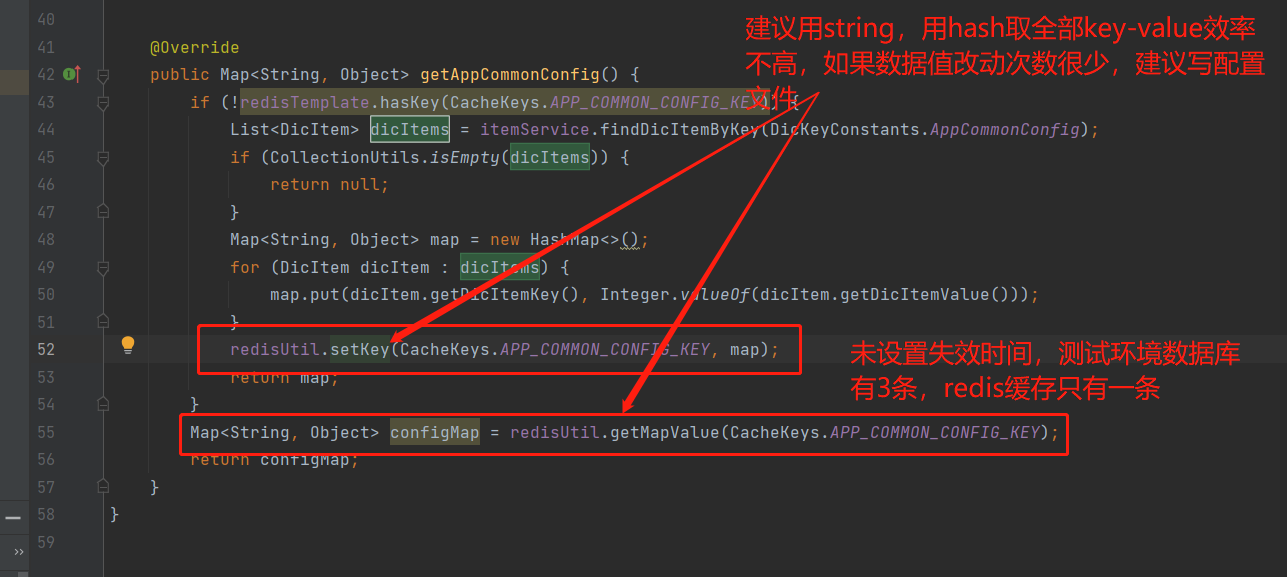 40
41 @Override
42 public Map<String, Object> getAppCommonConfig() {
43 if (!redisTemplate.hasKey(CacheKeys.APP_COMMON_CONFIG_KEY)) {
44 List<DicItem> dicItems = itemService.findDicItemByKey(DicKeyConstants.AppCommonConfig);
45 if (CollectionUtils.isEmpty(dicItems)) {
46 return null;
47 }
48 Map<String, Object> map = new HashMap<>();
49 for (DicItem dicItem : dicItems) {
50 map.put(dicItem.getDicItemKey(), Integer.valueOf(dicItem.getDicItemValue()));
51 }
52 redisUtil.setKey(CacheKeys.APP_COMMON_CONFIG_KEY, map);
53 return map;
54 }
55 Map<String, Object> configMap = redisUtil.getMapValue(CacheKeys.APP_COMMON_CONFIG_KEY);
56 return configMap;
57 }
58 }
59
建议用string，用hash取全部key-value效率
不高，如果数据值改动次数很少，建议写配置
文件
未设置失效时间，测试环境数据库
有3条，redis缓存只有一条